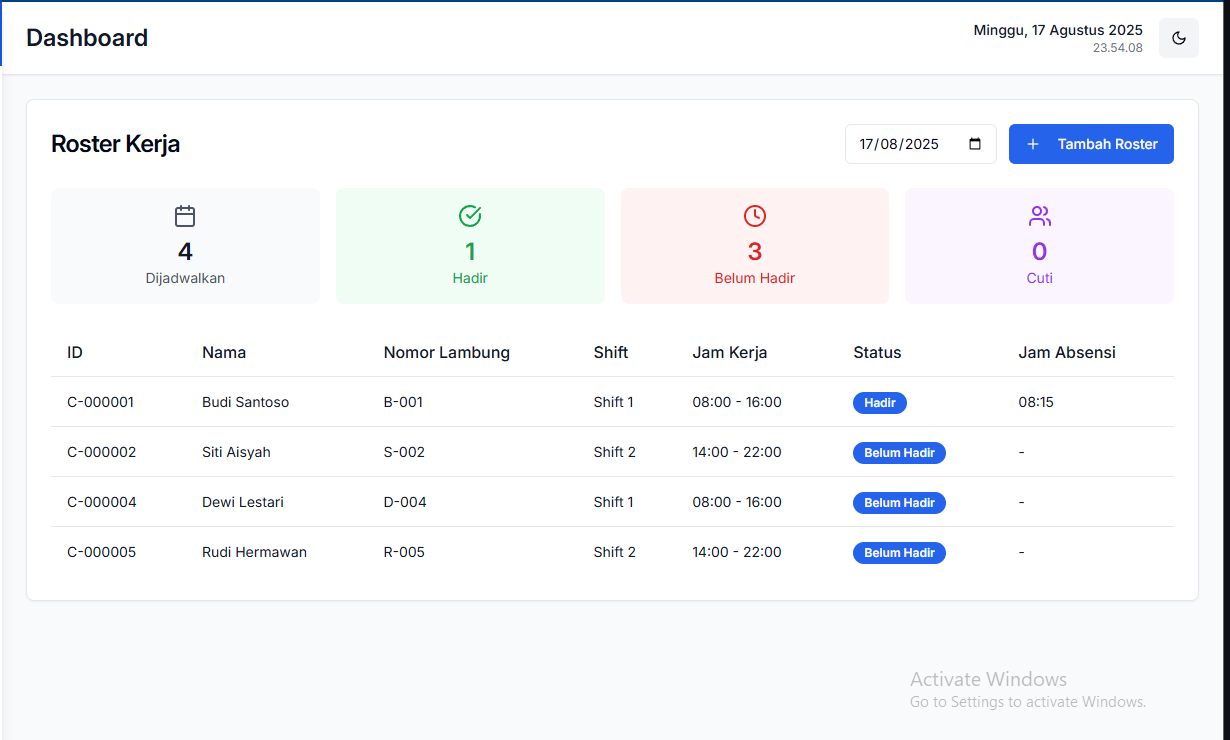 Dashboard
Minggu, 17 Agustus 2025
23.54.08
Roster Kerja
17/08/2025
Tambah Roster
4
Dijadwalkan
1
Hadir
3
Belum Hadir
0
Cuti
ID Nama Nomor Lambung Shift Jam Kerja Status Jam Absensi
C-000001 Budi Santoso B-001 Shift 1 08:00 - 16:00 Hadir 08:15
C-000002 Siti Aisyah S-002 Shift 2 14:00 - 22:00 Belum Hadir -
C-000004 Dewi Lestari D-004 Shift 1 08:00 - 16:00 Belum Hadir -
C-000005 Rudi Hermawan R-005 Shift 2 14:00 - 22:00 Belum Hadir -
Activate Windows
Go to Settings to activate Windows.